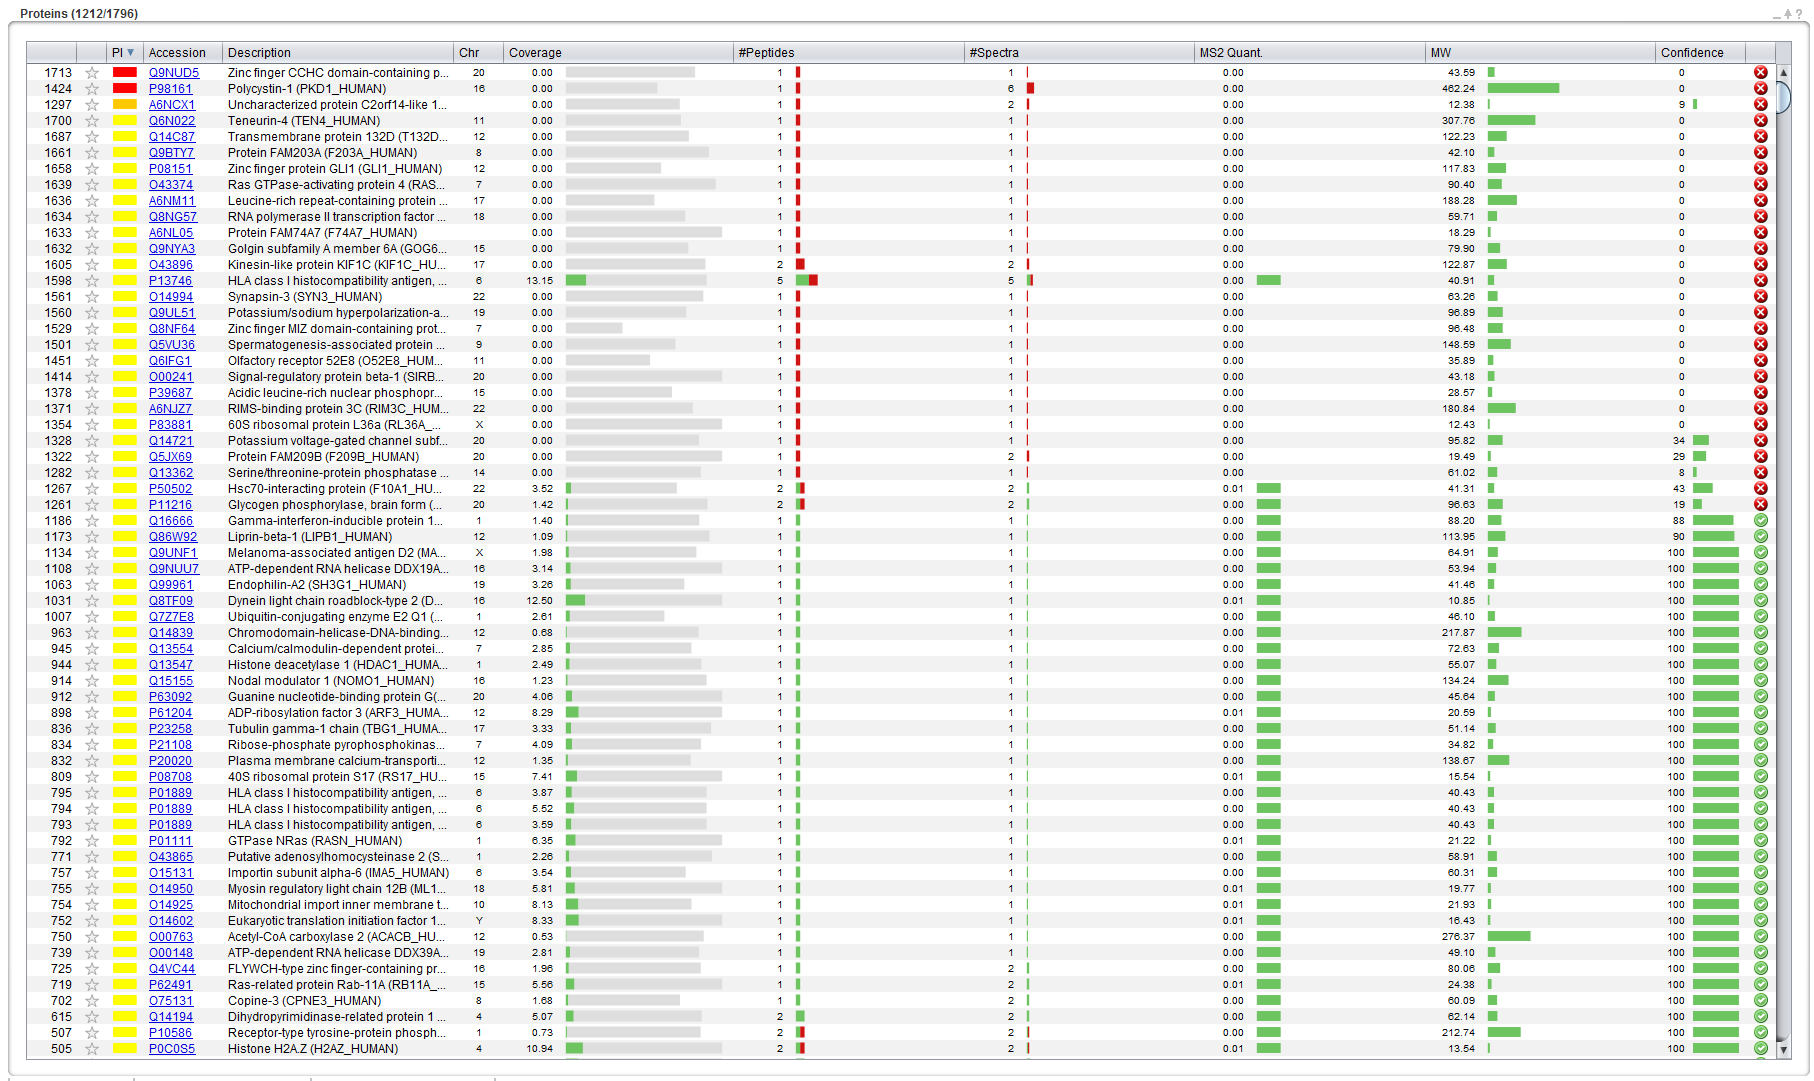 Proteins (1212/1796)
PI Accession Description Chr Coverage #Peptides #Spectra MS2 Quant. MW Confidence
1713 Q9NUD5 Zinc finger CCHC domain-containing p... 20 0.00 1 1 0.00 43.59 0
1424 P98161 Polycystin-1 (PKD1_HUMAN) 16 0.00 1 6 0.00 462.24 0
1297 A6NCX1 Uncharacterized protein C2orf14-like 1... 0.00 1 2 0.00 12.38 9
1700 Q6N022 Teneurin-4 (TEN4_HUMAN) 11 0.00 1 1 0.00 307.76 0
1687 Q14C87 Transmembrane protein 132D (T132D... 12 0.00 1 1 0.00 122.23 0
1661 Q9BTY7 Protein FAM203A (F203A_HUMAN) 8 0.00 1 1 0.00 42.10 0
1658 P08151 Zinc finger protein GLI1 (GLI1_HUMAN) 12 0.00 1 1 0.00 117.83 0
1639 O43374 Ras GTPase-activating protein 4 (RAS... 7 0.00 1 1 0.00 90.40 0
1636 A6NM11 Leucine-rich repeat-containing protein ... 17 0.00 1 1 0.00 188.28 0
1634 Q8NG57 RNA polymerase II transcription factor ... 18 0.00 1 1 0.00 59.71 0
1633 A6NL05 Protein FAM74A7 (F74A7_HUMAN) 0.00 1 1 0.00 18.29 0
1632 Q9NYA3 Golgin subfamily A member 6A (GOG6... 15 0.00 1 1 0.00 79.90 0
1605 O43896 Kinesin-like protein KIF1C (KIF1C_HU... 17 0.00 2 2 0.00 122.87 0
1598 P13746 HLA class I histocompatibility antigen, ... 6 13.15 5 5 0.00 40.91 0
1561 O14994 Synapsin-3 (SYN3_HUMAN) 22 0.00 1 1 0.00 63.26 0
1560 Q9UL51 Potassium/sodium hyperpolarization-a... 19 0.00 1 1 0.00 96.89 0
1529 Q8NF64 Zinc finger MIZ domain-containing prot... 7 0.00 1 1 0.00 96.48 0
1501 Q5VU36 Spermatogenesis-associated protein ... 9 0.00 1 1 0.00 148.59 0
1451 Q6IFG1 Olfactory receptor 52E8 (O52E8_HUM... 11 0.00 1 1 0.00 35.89 0
1414 O00241 Signal-regulatory protein beta-1 (SIRB... 20 0.00 1 1 0.00 43.18 0
1378 P39687 Acidic leucine-rich nuclear phosphopr... 15 0.00 1 1 0.00 28.57 0
1371 A6NJZ7 RIMS-binding protein 3C (RIM3C_HUM... 22 0.00 1 1 0.00 180.84 0
1354 P83881 60S ribosomal protein L36a (RL36A_... X 0.00 1 1 0.00 12.43 0
1328 Q14721 Potassium voltage-gated channel subf... 20 0.00 1 1 0.00 95.82 34
1322 Q5JX69 Protein FAM209B (F209B_HUMAN) 20 0.00 1 2 0.00 19.49 29
1282 Q13362 Serine/threonine-protein phosphatase ... 14 0.00 1 1 0.00 61.02 8
1267 P50502 Hsc70-interacting protein (F10A1_HU... 22 3.52 2 2 0.01 41.31 43
1261 P11216 Glycogen phosphorylase, brain form (... 20 1.42 2 2 0.00 96.63 19
1186 Q16666 Gamma-interferon-inducible protein 1... 1 1.40 1 1 0.00 88.20 88
1173 Q86W92 Liprin-beta-1 (LIPB1_HUMAN) 12 1.09 1 1 0.00 113.95 90
1134 Q9UNF1 Melanoma-associated antigen D2 (MA... X 1.98 1 1 0.00 64.91 100
1108 Q9NUU7 ATP-dependent RNA helicase DDX19A... 16 3.14 1 1 0.00 53.94 100
1063 Q99961 Endophilin-A2 (SH3G1_HUMAN) 19 3.26 1 1 0.00 41.46 100
1031 Q8TF09 Dynein light chain roadblock-type 2 (D... 16 12.50 1 1 0.01 10.85 100
1007 Q7Z7E8 Ubiquitin-conjugating enzyme E2 Q1 (... 1 2.61 1 1 0.00 46.10 100
963 Q14839 Chromodomain-helicase-DNA-binding... 12 0.68 1 1 0.00 217.87 100
945 Q13554 Calcium/calmodulin-dependent protei... 7 2.85 1 1 0.00 72.63 100
944 Q13547 Histone deacetylase 1 (HDAC1_HUMA... 1 2.49 1 1 0.00 55.07 100
914 Q15155 Nodal modulator 1 (NOMO1_HUMAN) 16 1.23 1 1 0.00 134.24 100
912 P63092 Guanine nucleotide-binding protein G(... 20 4.06 1 1 0.00 45.64 100
898 P61204 ADP-ribosylation factor 3 (ARF3_HUMA... 12 8.29 1 1 0.01 20.59 100
836 P23258 Tubulin gamma-1 chain (TBG1_HUMA... 17 3.33 1 1 0.00 51.14 100
834 P21108 Ribose-phosphate pyrophosphokinas... 7 4.09 1 1 0.00 34.82 100
832 P20020 Plasma membrane calcium-transporti... 12 1.35 1 1 0.00 138.67 100
809 P08708 40S ribosomal protein S17 (RS17_HU... 15 7.41 1 1 0.01 15.54 100
795 P01889 HLA class I histocompatibility antigen, ... 6 3.87 1 1 0.00 40.43 100
794 P01889 HLA class I histocompatibility antigen, ... 6 5.52 1 1 0.00 40.43 100
793 P01889 HLA class I histocompatibility antigen, ... 6 3.59 1 1 0.00 40.43 100
792 P01111 GTPase NRas (RASN_HUMAN) 1 6.35 1 1 0.01 21.22 100
771 O43865 Putative adenosylhomocysteinase 2 (S... 1 2.26 1 1 0.00 58.91 100
757 O15131 Importin subunit alpha-6 (IMA5_HUMAN) 6 3.54 1 1 0.00 60.31 100
755 O14950 Myosin regulatory light chain 12B (ML1... 18 5.81 1 1 0.01 19.77 100
754 O14925 Mitochondrial import inner membrane t... 10 8.13 1 1 0.01 21.93 100
752 O14602 Eukaryotic translation initiation factor 1... Y 8.33 1 1 0.01 16.43 100
750 O00763 Acetyl-CoA carboxylase 2 (ACACB_HU... 12 0.53 1 1 0.00 276.37 100
739 O00148 ATP-dependent RNA helicase DDX39A... 19 2.81 1 1 0.00 49.10 100
725 Q4VC44 FLYWCH-type zinc finger-containing pr... 16 1.96 1 2 0.00 80.06 100
719 P62491 Ras-related protein Rab-11A (RB11A_... 15 5.56 1 2 0.00 24.38 100
702 O75131 Copine-3 (CPNE3_HUMAN) 8 1.68 1 2 0.00 60.09 100
615 Q14194 Dihydropyrimidinase-related protein 1 ... 4 5.07 2 2 0.00 62.14 100
507 P10586 Receptor-type tyrosine-protein phosph... 1 0.73 2 2 0.00 212.74 100
505 P0C0S5 Histone H2A.Z (H2AZ_HUMAN) 4 10.94 2 2 0.01 13.54 100